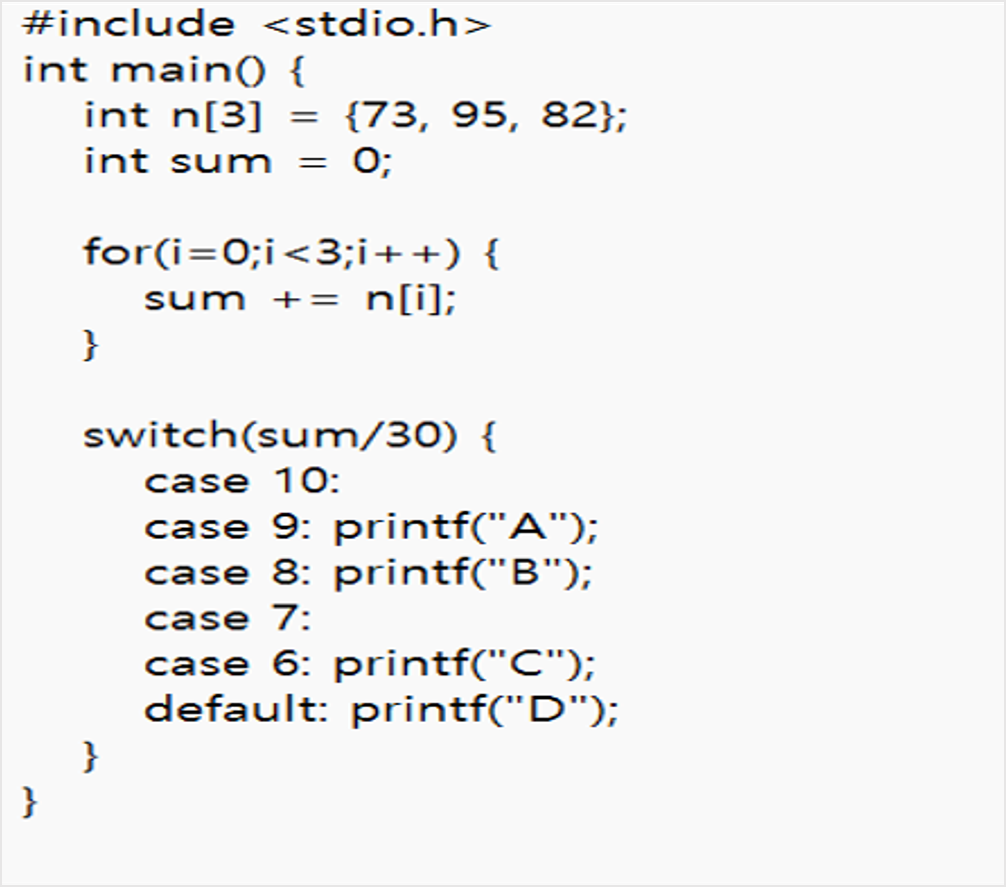 #include <stdio.h>
int main() {
int n[3] = {73, 95, 82};
int sum = 0;
for(i=0;i<3;i++) {
sum += n[i];
}
switch(sum/30) {
case 10:
case 9: printf("A");
case 8: printf("B");
case 7:
case 6: printf("C");
default: printf("D");
}
}